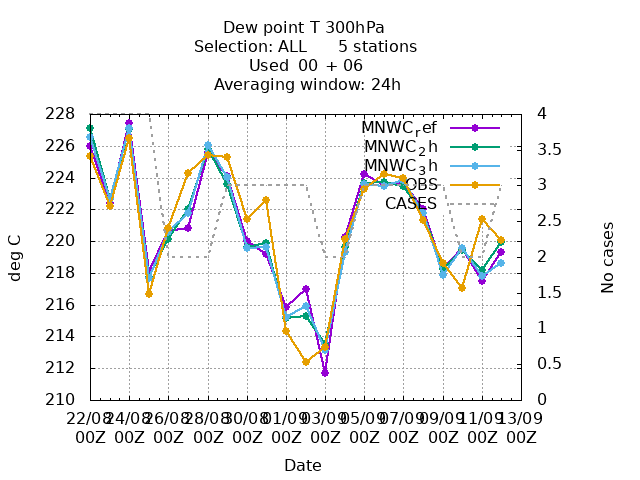 Dew point T 300hPa
Selection: ALL 5 stations
Used 00 + 06
Averaging window: 24h
228 4
226 3.5
224 3
222 2.5
220 2
218 1.5
216 1
214 0.5
212 0
210
MNWC_ref
MNWC_2h
MNWC_3h
OBS
CASES
deg C
No cases
22/08 24/08 26/08 28/08 30/08 01/09 03/09 05/09 07/09 09/09 11/09 13/09
00Z 00Z 00Z 00Z 00Z 00Z 00Z 00Z 00Z 00Z 00Z 00Z
Date